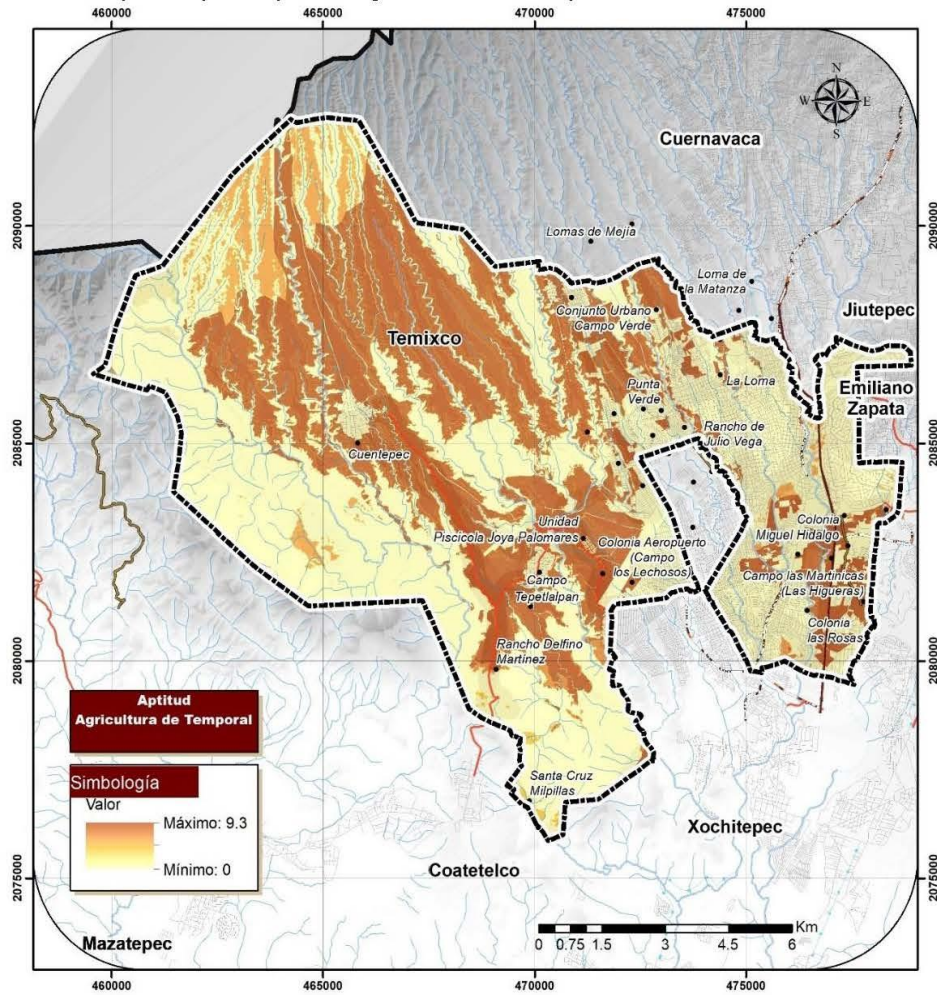 460000
465000
470000
475000
N
W
E
S
Cuernavaca
2090000
2090000
Lomas de Mejía
Loma de
la Matanza
Jiutepec
Conjunto Urbano
Campo Verde
Temixco
La Loma
Emiliano
Zapata
Punta
Verde
Rancho de
Julio Vega
2085000
2085000
Cuentepec
Unidad
Piscicola Joya Palomares
Colonia Aeropuerto
(Campo
los Lechosos)
Colonia
Miguel Hidalgo
Campo las Martinicas
(Las Higueras)
Campo
Tepetlalpan
Colonia
las Rosas
Rancho Delfino
Martinez
2080000
2080000
Aptitud
Agricultura de Temporal
Simbología
Valor
Máximo: 9.3
Mínimo: 0
Santa Cruz
Milpillas
Xochitepec
Coatetelco
2075000
2075000
Km
0 0.75 1.5 3 4.5 6
Mazatepec
460000
465000
470000
475000